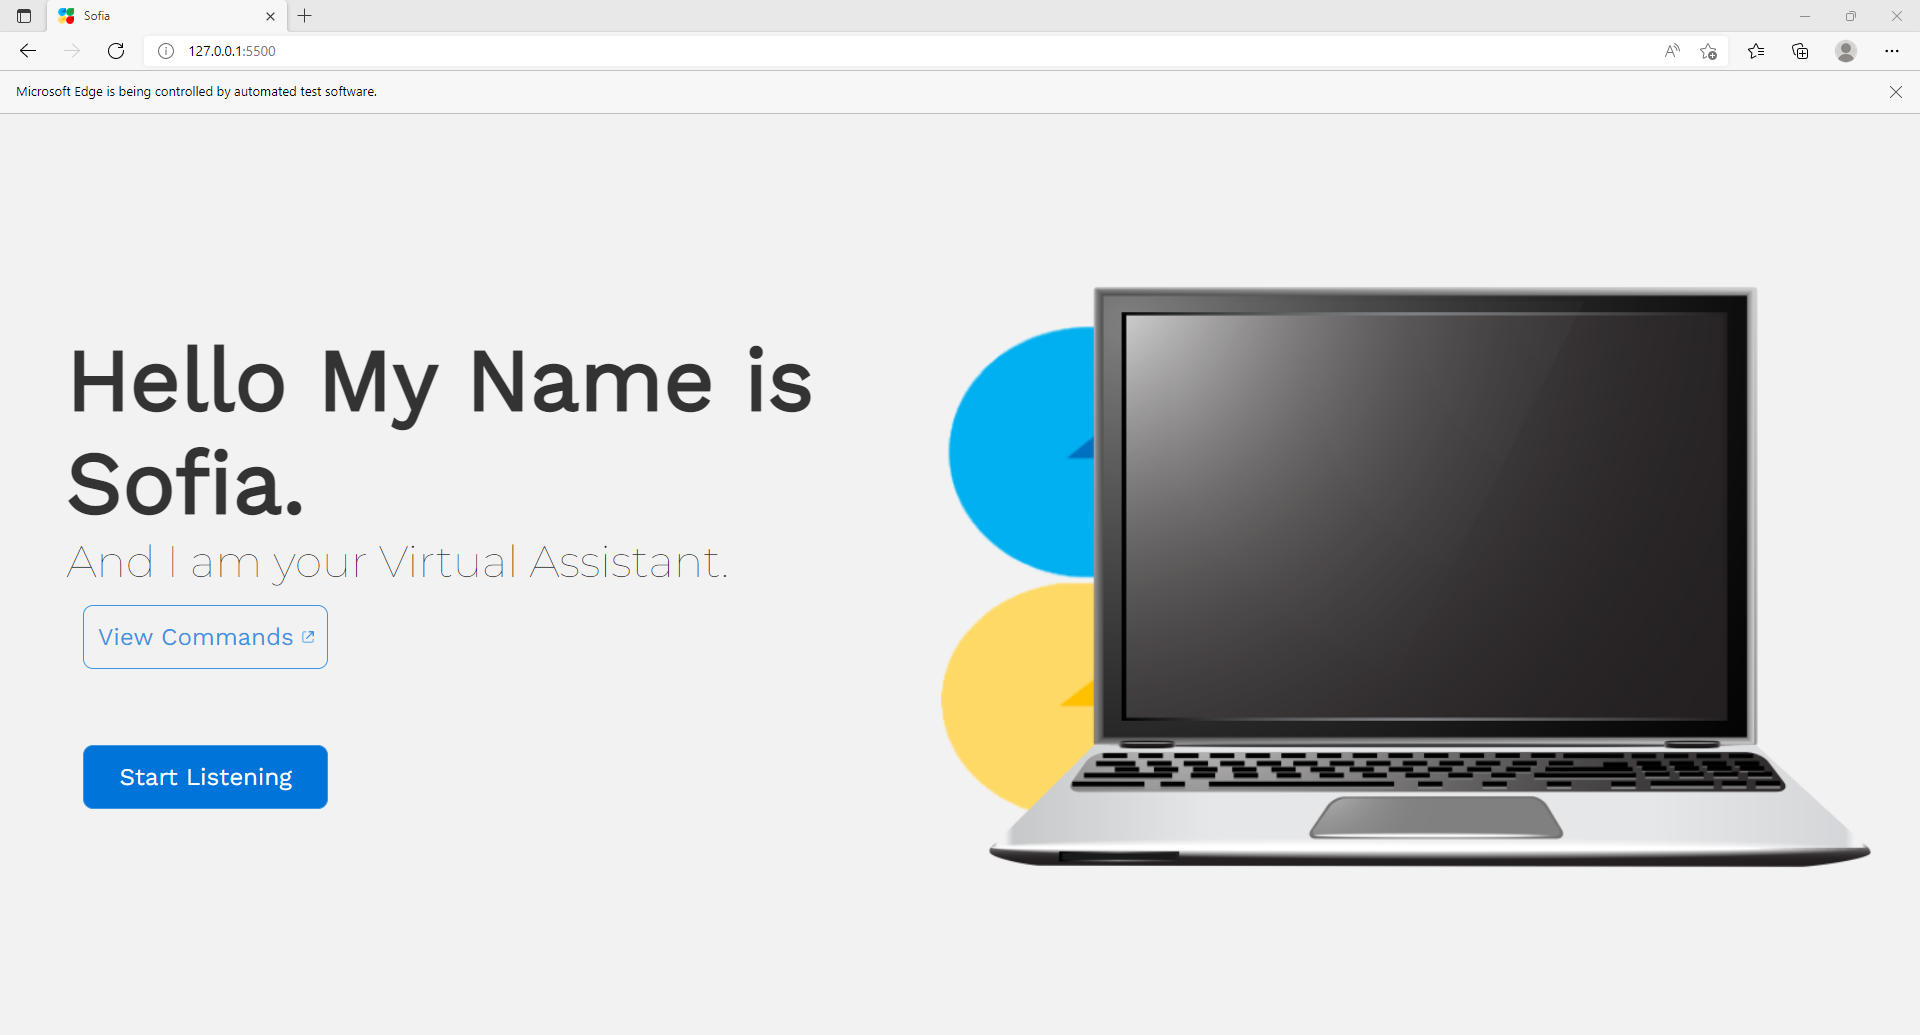 Sofia
127.0.0.1:5500
Microsoft Edge is being controlled by automated test software.
Hello My Name is
Sofia.
And I am your Virtual Assistant.
View Commands
Start Listening